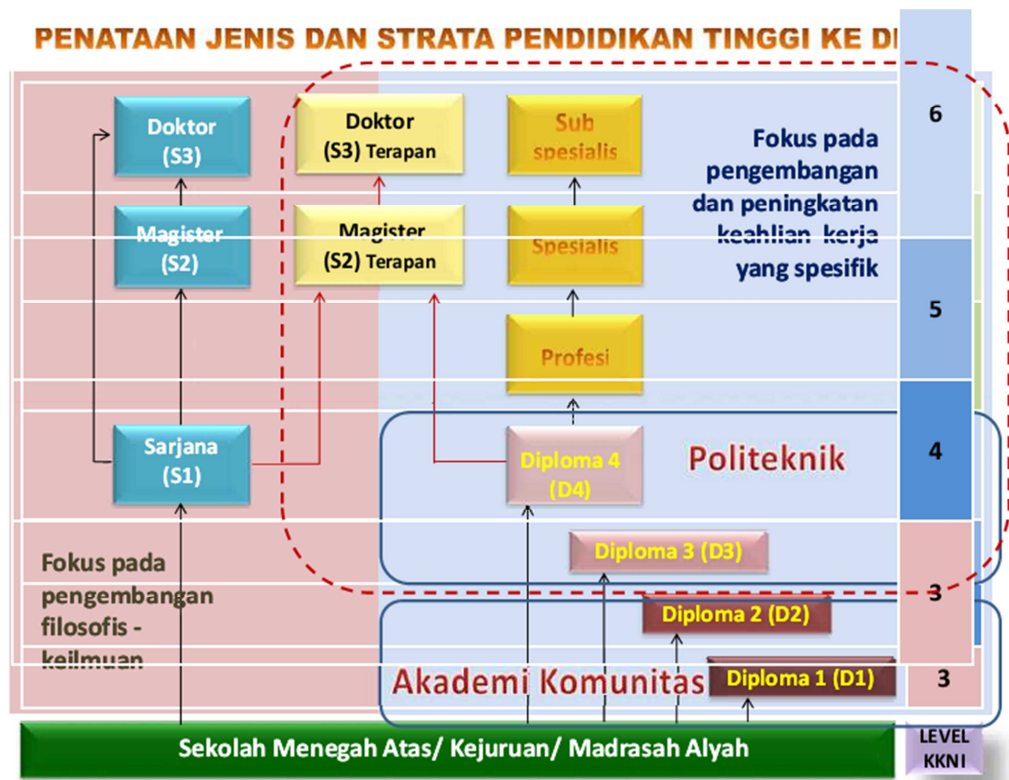 PENATAAN JENIS DAN STRATA PENDIDIKAN TINGGI KE
Doktor
(S3)
Doktor
(S3) Terapan
Sub
spesialis
Fokus pada
pengembangan
dan peningkatan
keahlian kerja
yang spesifik
6
Magister
(S2)
Magister
(S2) Terapan
Spesialis
5
Profesi
Sarjana
(S1)
Diploma 4
(D4)
Politeknik
4
Fokus pada
pengembangan
filosofis -
keilmuan
Diploma 3 (D3)
3
Diploma 2 (D2)
Akademi Komunitas
Diploma 1 (D1)
3
Sekolah Menegah Atas/ Kejuruan/ Madrasah Alyah
LEVEL
KKNI